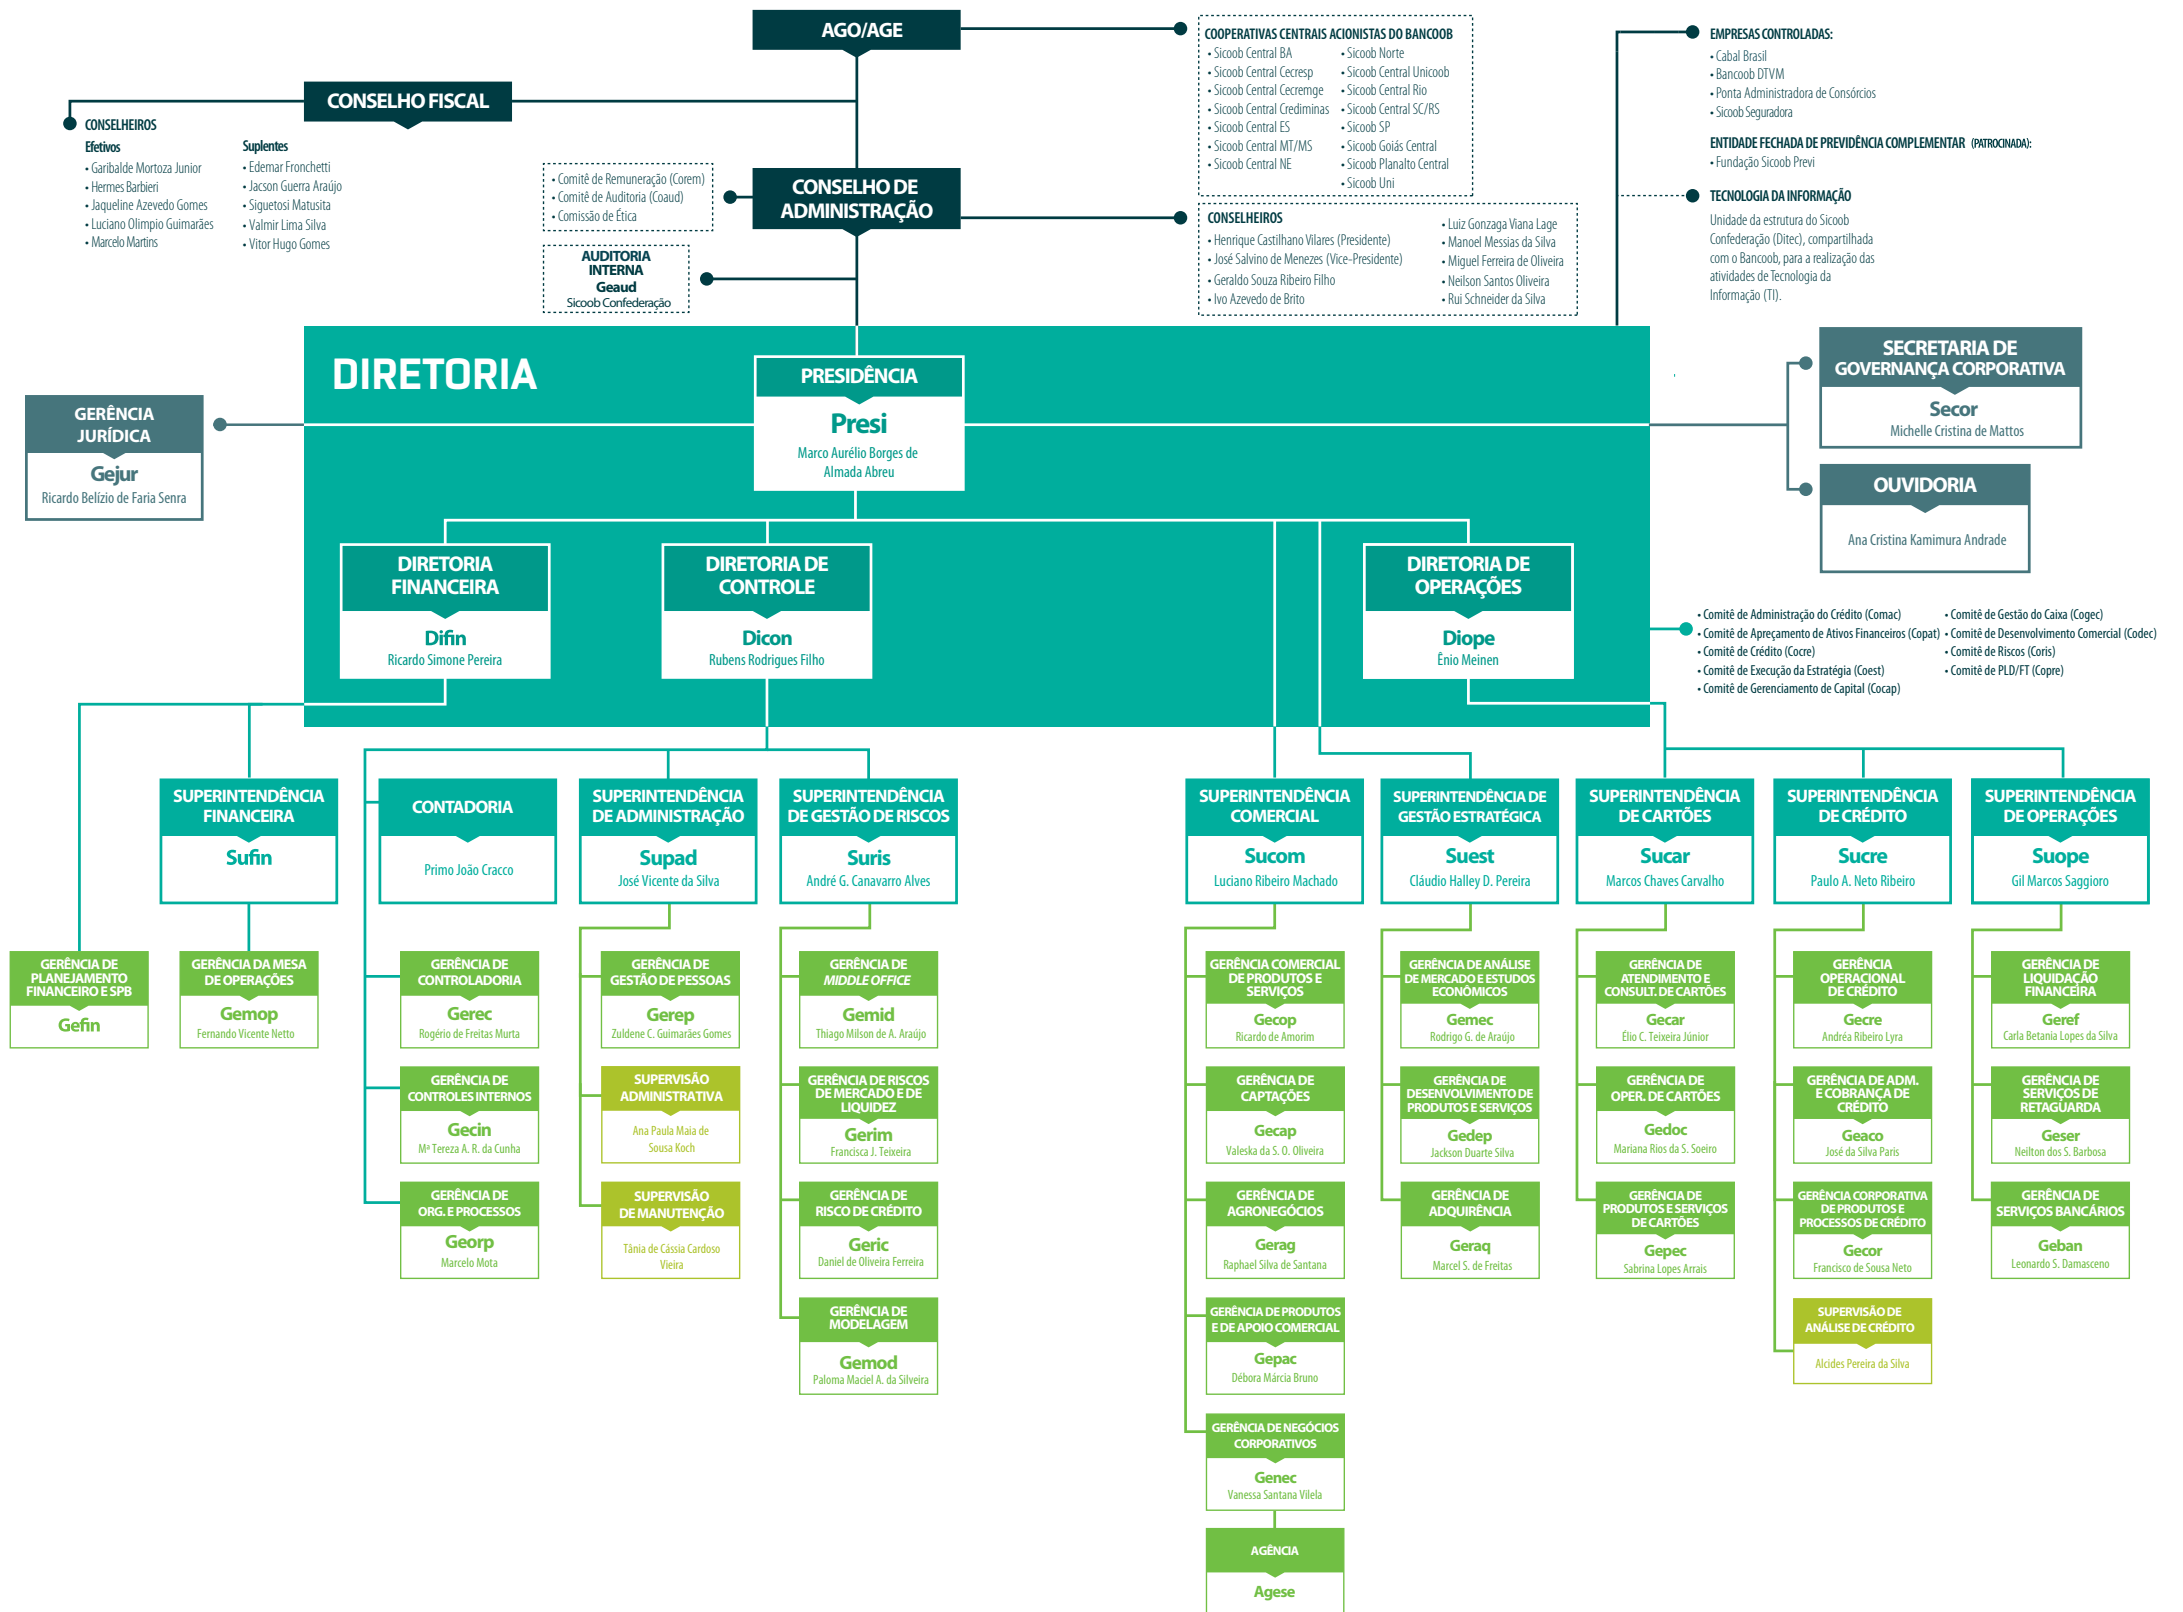 AGO/AGE
COOPERATIVAS CENTRAIS ACIONISTAS DO BANCOOB
• Sicoob Central BA
• Sicoob Central Cecresp
• Sicoob Central Cecremge
• Sicoob Central Crediminas
• Sicoob Central ES
• Sicoob Central MT/MS
• Sicoob Central NE
• Sicoob Norte
• Sicoob Central Unicoob
• Sicoob Central Rio
• Sicoob Central SC/RS
• Sicoob SP
• Sicoob Goiás Central
• Sicoob Planalto Central
• Sicoob Uni
EMPRESAS CONTROLADAS:
• Cabal Brasil
• Bancoob DTVM
• Ponta Administradora de Consórcios
• Sicoob Seguradora
ENTIDADE FECHADA DE PREVIDÊNCIA COMPLEMENTAR (PATROCINADA):
• Fundação Sicoob Previ
TECNOLOGIA DA INFORMAÇÃO
Unidade da estrutura do Sicoob
Confederação (Ditec), compartilhada
com o Bancoob, para a realização das
atividades de Tecnologia da
Informação (TI).
CONSELHO FISCAL
CONSELHEIROS
Efetivos
• Garibalde Mortoza Junior
• Hermes Barbieri
• Jaqueline Azevedo Gomes
• Luciano Olimpio Guimarães
• Marcelo Martins
Suplentes
• Edemar Fronchetti
• Jacson Guerra Araújo
• Siguetosi Matusita
• Valmir Lima Silva
• Vitor Hugo Gomes
• Comitê de Remuneração (Corem)
• Comitê de Auditoria (Coaud)
• Comissão de Ética
CONSELHO DE
ADMINISTRAÇÃO
CONSELHEIROS
• Henrique Castilhano Vilares (Presidente)
• José Salvino de Menezes (Vice-Presidente)
• Geraldo Souza Ribeiro Filho
• Ivo Azevedo de Brito
• Luiz Gonzaga Viana Lage
• Manoel Messias da Silva
• Miguel Ferreira de Oliveira
• Neilson Santos Oliveira
• Rui Schneider da Silva
AUDITORIA
INTERNA
Geaud
Sicoob Confederação
DIRETORIA
PRESIDÊNCIA
Presi
Marco Aurélio Borges de
Almada Abreu
GERÊNCIA
JURÍDICA
Gejur
Ricardo Belízio de Faria Senra
SECRETARIA DE
GOVERNANÇA CORPORATIVA
Secor
Michelle Cristina de Mattos
OUVIDORIA
Ana Cristina Kamimura Andrade
DIRETORIA
FINANCEIRA
Difin
Ricardo Simone Pereira
DIRETORIA DE
CONTROLE
Dicon
Rubens Rodrigues Filho
DIRETORIA DE
OPERAÇÕES
Diope
Ênio Meinen
• Comitê de Administração do Crédito (Comac)
• Comitê de Apreçamento de Ativos Financeiros (Copat)
• Comitê de Crédito (Cocre)
• Comitê de Execução da Estratégia (Coest)
• Comitê de Gerenciamento de Capital (Cocap)
• Comitê de Gestão do Caixa (Cogec)
• Comitê de Desenvolvimento Comercial (Codec)
• Comitê de Riscos (Coris)
• Comitê de PLD/FT (Copre)
SUPERINTENDÊNCIA
FINANCEIRA
Sufin
CONTADORIA
Primo João Cracco
SUPERINTENDÊNCIA
DE ADMINISTRAÇÃO
Supad
José Vicente da Silva
SUPERINTENDÊNCIA
DE GESTÃO DE RISCOS
Suris
André G. Canavarro Alves
SUPERINTENDÊNCIA
COMERCIAL
Sucom
Luciano Ribeiro Machado
SUPERINTENDÊNCIA DE
GESTÃO ESTRATÉGICA
Suest
Cláudio Halley D. Pereira
SUPERINTENDÊNCIA
DE CARTÕES
Sucar
Marcos Chaves Carvalho
SUPERINTENDÊNCIA
DE CRÉDITO
Sucre
Paulo A. Neto Ribeiro
SUPERINTENDÊNCIA
DE OPERAÇÕES
Suope
Gil Marcos Saggioro
GERÊNCIA DE
PLANEJAMENTO
FINANCEIRO E SPB
Gefin
GERÊNCIA DA MESA
DE OPERAÇÕES
Gemop
Fernando Vicente Netto
GERÊNCIA DE
CONTROLADORIA
Gerec
Rogério de Freitas Murta
GERÊNCIA DE
GESTÃO DE PESSOAS
Gerep
Zuldene C. Guimarães Gomes
GERÊNCIA DE
MIDDLE OFFICE
Gemid
Thiago Milson de A. Araújo
GERÊNCIA COMERCIAL
DE PRODUTOS E
SERVIÇOS
Gecop
Ricardo de Amorim
GERÊNCIA DE ANÁLISE
DE MERCADO E ESTUDOS
ECONÔMICOS
Gemec
Rodrigo G. de Araújo
GERÊNCIA DE
ATENDIMENTO E
CONSULT. DE CARTÕES
Gecar
Élio C. Teixeira Júnior
GERÊNCIA
OPERACIONAL
DE CRÉDITO
Gecre
Andréa Ribeiro Lyra
GERÊNCIA DE
LIQUIDAÇÃO
FINANCEIRA
Geref
Carla Betania Lopes da Silva
GERÊNCIA DE
CONTROLES INTERNOS
Gecin
Mª Tereza A. R. da Cunha
SUPERVISÃO
ADMINISTRATIVA
Ana Paula Maia de
Sousa Koch
GERÊNCIA DE RISCOS
DE MERCADO E DE
LIQUIDEZ
Gerim
Francisca J. Teixeira
GERÊNCIA DE
CAPTAÇÕES
Gecap
Valeska da S. O. Oliveira
GERÊNCIA DE
DESENVOLVIMENTO DE
PRODUTOS E SERVIÇOS
Gedep
Jackson Duarte Silva
GERÊNCIA DE
OPER. DE CARTÕES
Gedoc
Mariana Rios da S. Soeiro
GERÊNCIA DE ADM.
E COBRANÇA DE
CRÉDITO
Geaco
José da Silva Paris
GERÊNCIA DE
SERVIÇOS DE
RETAGUARDA
Geser
Neilton dos S. Barbosa
GERÊNCIA DE
ORG. E PROCESSOS
Georp
Marcelo Mota
SUPERVISÃO
DE MANUTENÇÃO
Tânia de Cássia Cardoso
Vieira
GERÊNCIA DE
RISCO DE CRÉDITO
Geric
Daniel de Oliveira Ferreira
GERÊNCIA DE
AGRONEGÓCIOS
Gerag
Raphael Silva de Santana
GERÊNCIA DE
ADQUIRÊNCIA
Geraq
Marcel S. de Freitas
GERÊNCIA DE
PRODUTOS E SERVIÇOS
DE CARTÕES
Gepec
Sabrina Lopes Arrais
GERÊNCIA CORPORATIVA
DE PRODUTOS E
PROCESSOS DE CRÉDITO
Gecor
Francisco de Sousa Neto
GERÊNCIA DE
SERVIÇOS BANCÁRIOS
Geban
Leonardo S. Damasceno
GERÊNCIA DE
MODELAGEM
Gemod
Paloma Maciel A. da Silveira
GERÊNCIA DE PRODUTOS
E DE APOIO COMERCIAL
Gepac
Débora Márcia Bruno
SUPERVISÃO DE
ANÁLISE DE CRÉDITO
Alcides Pereira da Silva
GERÊNCIA DE NEGÓCIOS
CORPORATIVOS
Genec
Vanessa Santana Vilela
AGÊNCIA
Agese